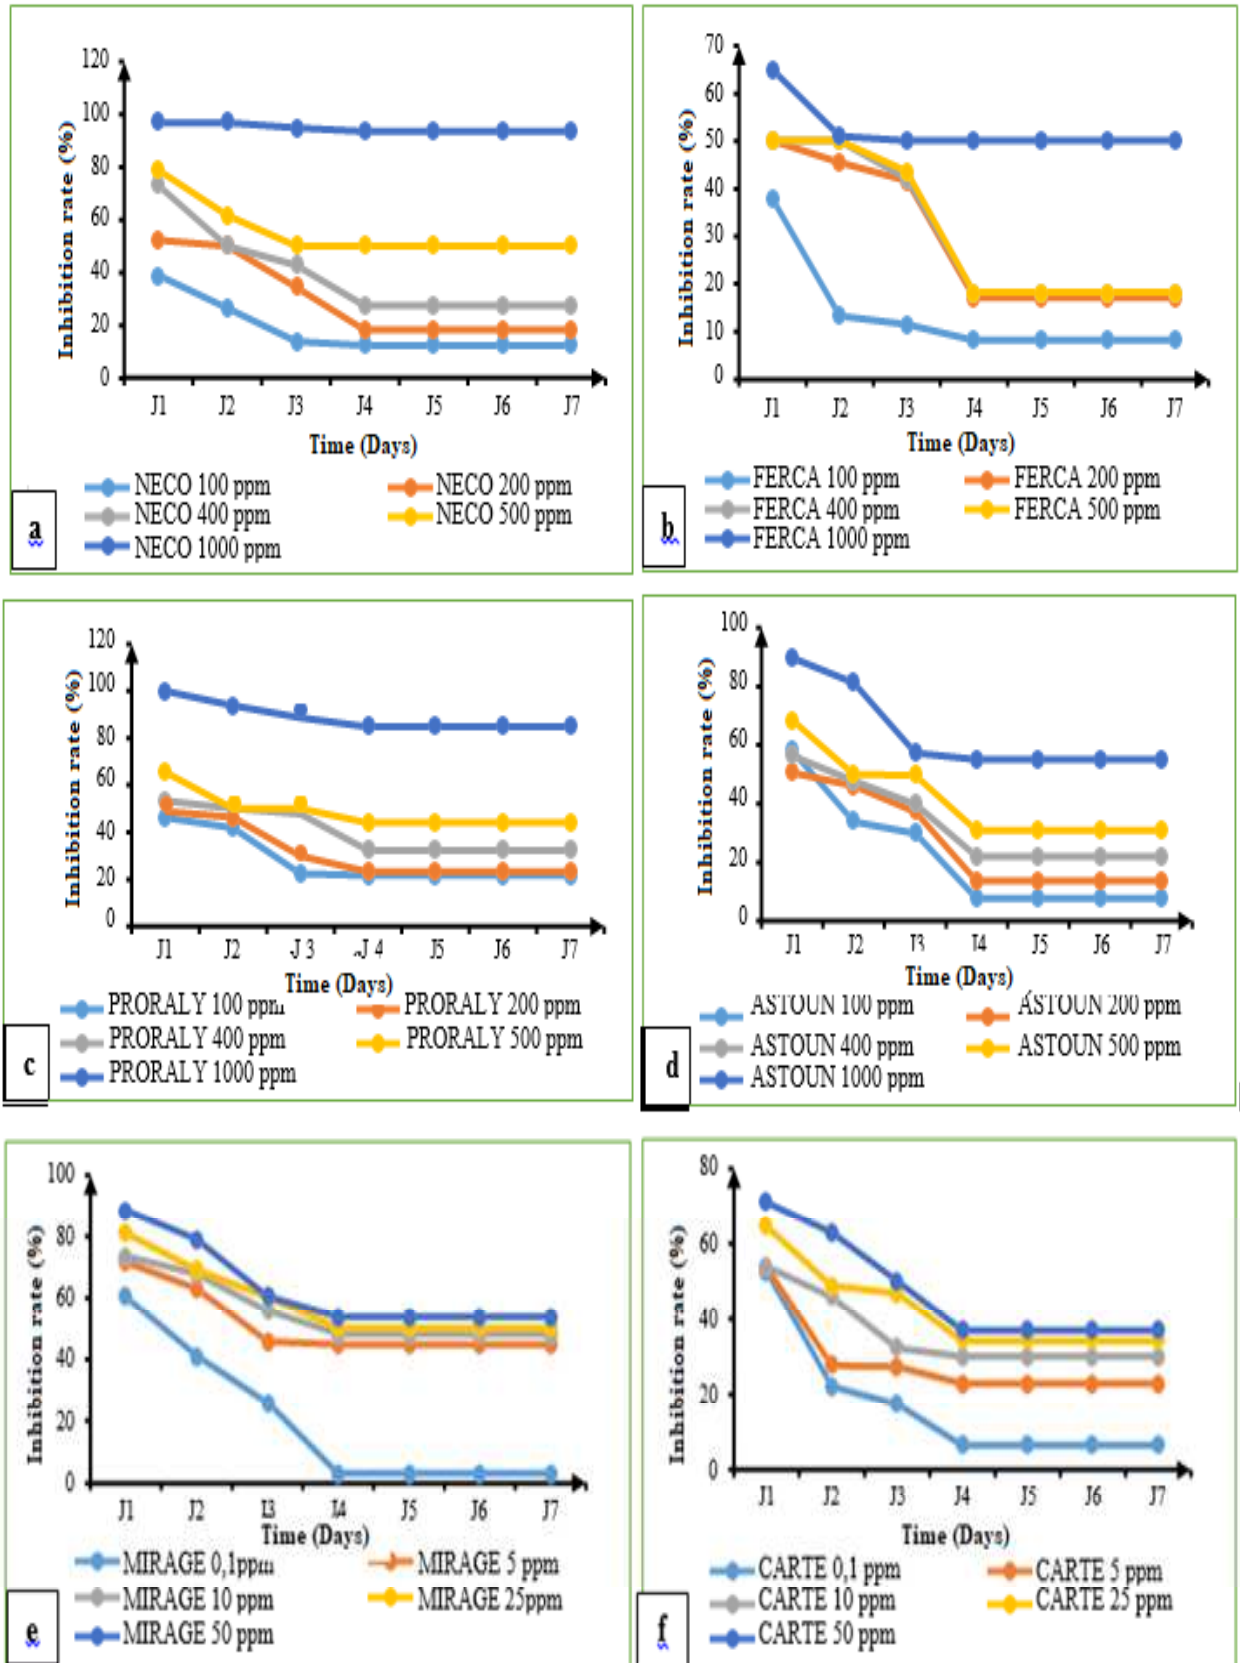 120
100
80
60
40
20
0
Inhibition rate (%)
J1 J2 J3 J4 J5 J6 J7
Time (Days)
NECO 100 ppm NECO 200 ppm
NECO 400 ppm NECO 500 ppm
NECO 1000 ppm
a
70
60
50
40
30
20
10
0
Inhibition rate (%)
J1 J2 J3 J4 J5 J6 J7
Time (Days)
FERCA 100 ppm FERCA 200 ppm
FERCA 400 ppm FERCA 500 ppm
FERCA 1000 ppm
b
120
100
80
60
40
20
0
Inhibition rate (%)
J1 J2 J 3 J 4 J5 J6 J7
Time (Days)
PRORALY 100 ppm PRORALY 200 ppm
PRORALY 400 ppm PRORALY 500 ppm
PRORALY 1000 ppm
c
100
80
60
40
20
0
Inhibition rate (%)
J1 J2 J3 J4 J5 J6 J7
Time (Days)
ASTOUN 100 ppm ASTOUN 200 ppm
ASTOUN 400 ppm ASTOUN 500 ppm
ASTOUN 1000 ppm
d
100
80
60
40
20
0
Inhibition rate (%)
J1 J2 J3 J4 J5 J6 J7
Time (Days)
MIRAGE 0,1ppm MIRAGE 5 ppm
MIRAGE 10 ppm MIRAGE 25ppm
MIRAGE 50 ppm
e
80
60
40
20
0
Inhibition rate (%)
J1 J2 J3 J4 J5 J6 J7
Time (Days)
CARTE 0,1 ppm CARTE 5 ppm
CARTE 10 ppm CARTE 25 ppm
CARTE 50 ppm
f